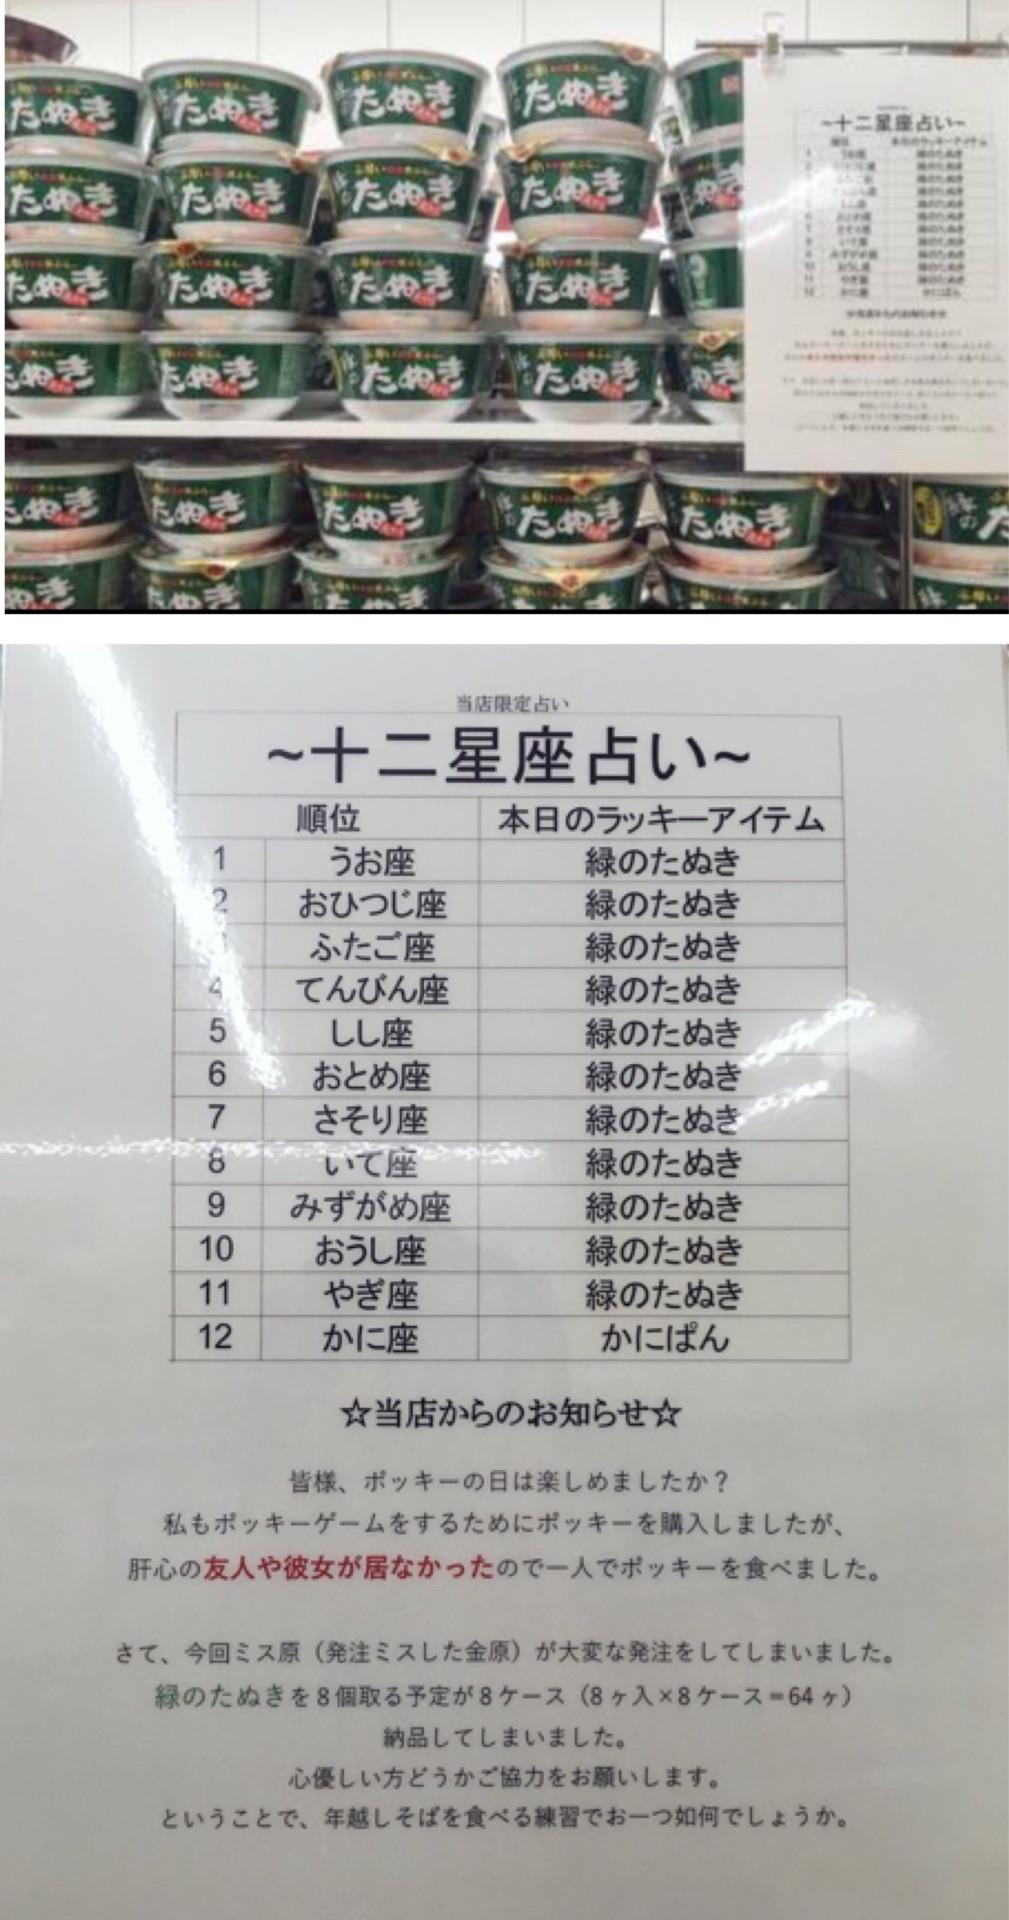 たぬき
~十二星座占い~
当店限定占い
~十二星座占い~
順位 本日のラッキーアイテム
1 うお座 緑のたぬき
2 おひつじ座 緑のたぬき
ふたご座 緑のたぬき
4 てんびん座 緑のたぬき
5 しし座 緑のたぬき
6 おとめ座 緑のたぬき
7 さそり座 緑のたぬき
8 いて座 緑のたぬき
9 みずがめ座 緑のたぬき
10 おうし座 緑のたぬき
11 やぎ座 緑のたぬき
12 かに座 かにぱん
☆当店からのお知らせ☆
皆様、ポッキーの日は楽しめましたか？
私もポッキーゲームをするためにポッキーを購入しましたが、
肝心の友人や彼女が居なかったので一人でポッキーを食べました。
さて、今回ミス原（発注ミスした金原）が大変な発注をしてしまいました。
緑のたぬきを８個取る予定が８ケース（8ヶ入×8ケース=64ヶ）
納品してしまいました。
心優しい方どうかご協力をお願いします。
ということで、年越しそばを食べる練習でお一つ如何でしょうか。